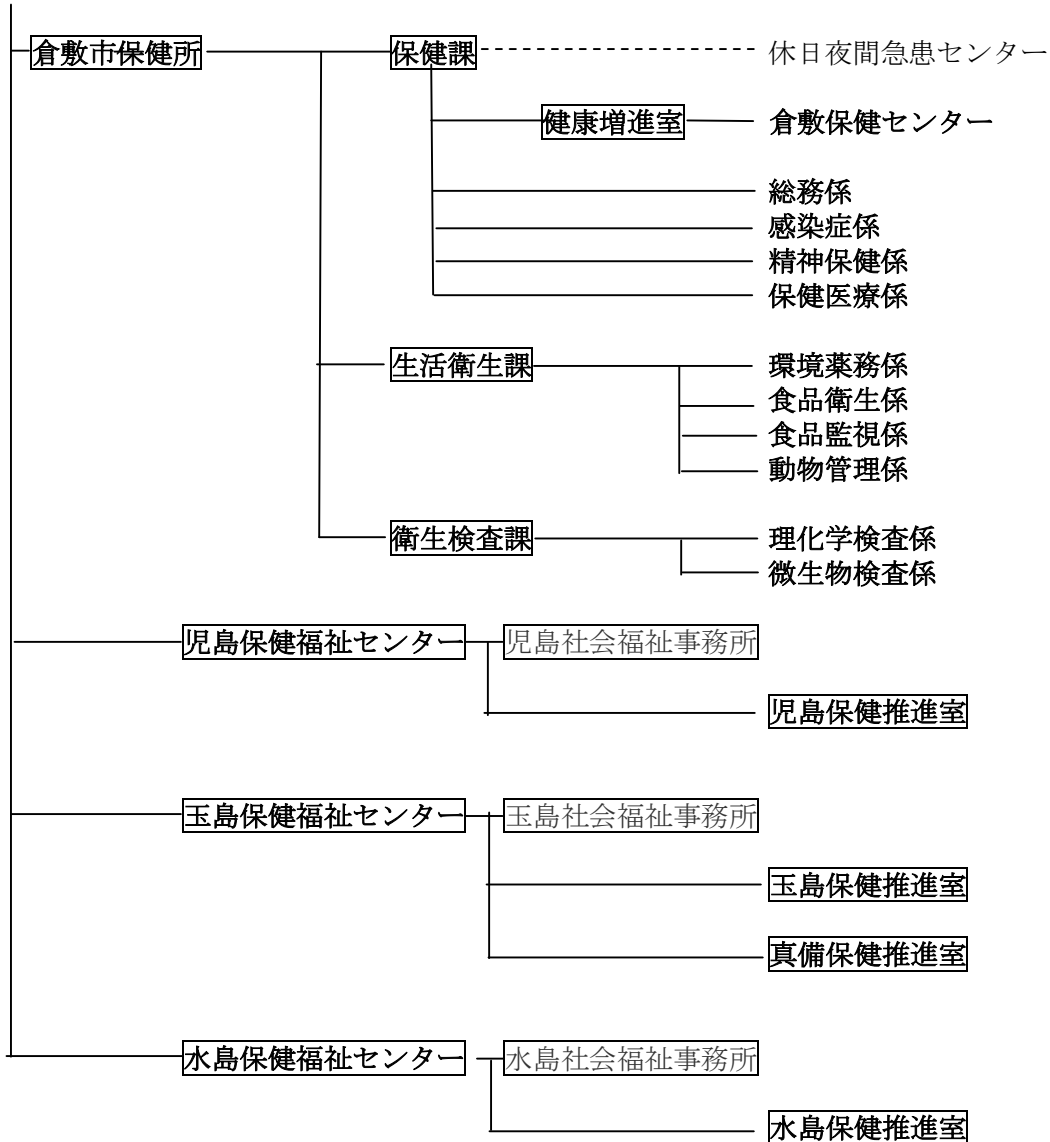 倉敷市保健所 保健課 休日夜間急患センター
健康増進室 倉敷保健センター
総務係
感染症係
精神保健係
保健医療係
生活衛生課 環境薬務係
食品衛生係
食品監視係
動物管理係
衛生検査課 理化学検査係
微生物検査係
児島保健福祉センター 児島社会福祉事務所
児島保健推進室
玉島保健福祉センター 玉島社会福祉事務所
玉島保健推進室
真備保健推進室
水島保健福祉センター 水島社会福祉事務所
水島保健推進室